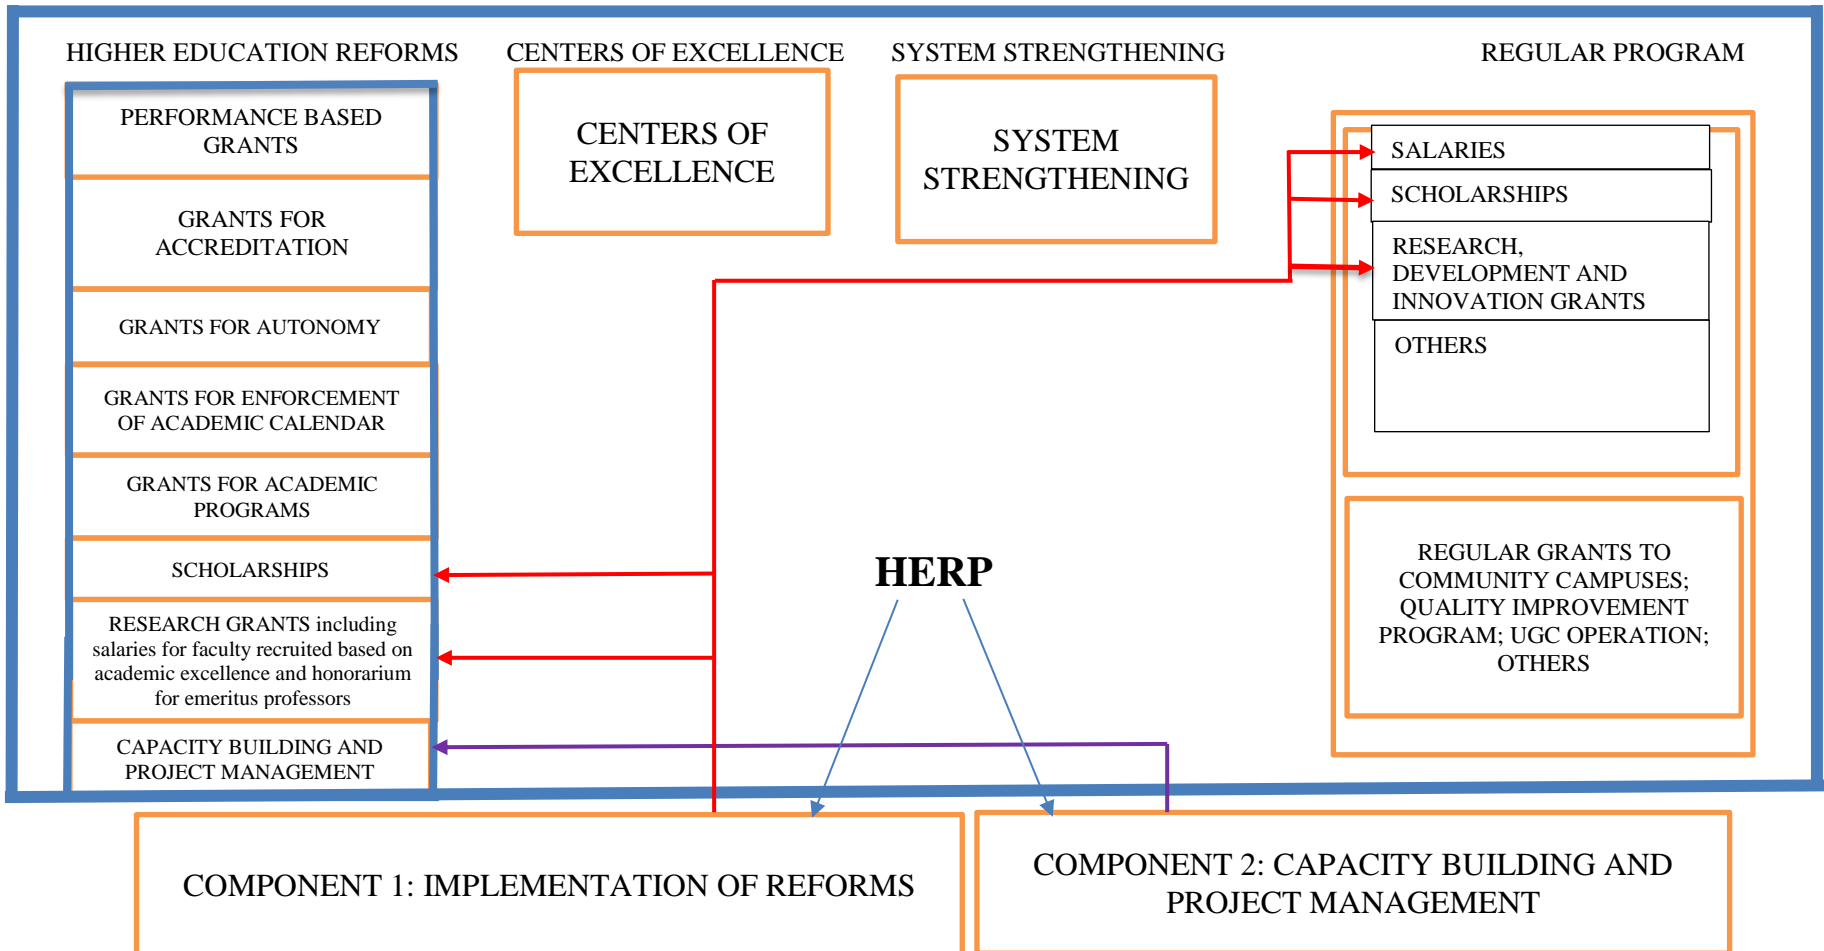 HIGHER EDUCATION REFORMS
CENTERS OF EXCELLENCE
SYSTEM STRENGTHENING
REGULAR PROGRAM
PERFORMANCE BASED
GRANTS
GRANTS FOR
ACCREDITATION
GRANTS FOR AUTONOMY
GRANTS FOR ENFORCEMENT
OF ACADEMIC CALENDAR
GRANTS FOR ACADEMIC
PROGRAMS
SCHOLARSHIPS
RESEARCH GRANTS including
salaries for faculty recruited based on
academic excellence and honorarium
for emeritus professors
CAPACITY BUILDING AND
PROJECT MANAGEMENT
CENTERS OF
EXCELLENCE
SYSTEM
STRENGTHENING
SALARIES
SCHOLARSHIPS
RESEARCH,
DEVELOPMENT AND
INNOVATION GRANTS
OTHERS
REGULAR GRANTS TO
COMMUNITY CAMPUSES;
QUALITY IMPROVEMENT
PROGRAM; UGC OPERATION;
OTHERS
HERP
COMPONENT 1: IMPLEMENTATION OF REFORMS
COMPONENT 2: CAPACITY BUILDING AND
PROJECT MANAGEMENT